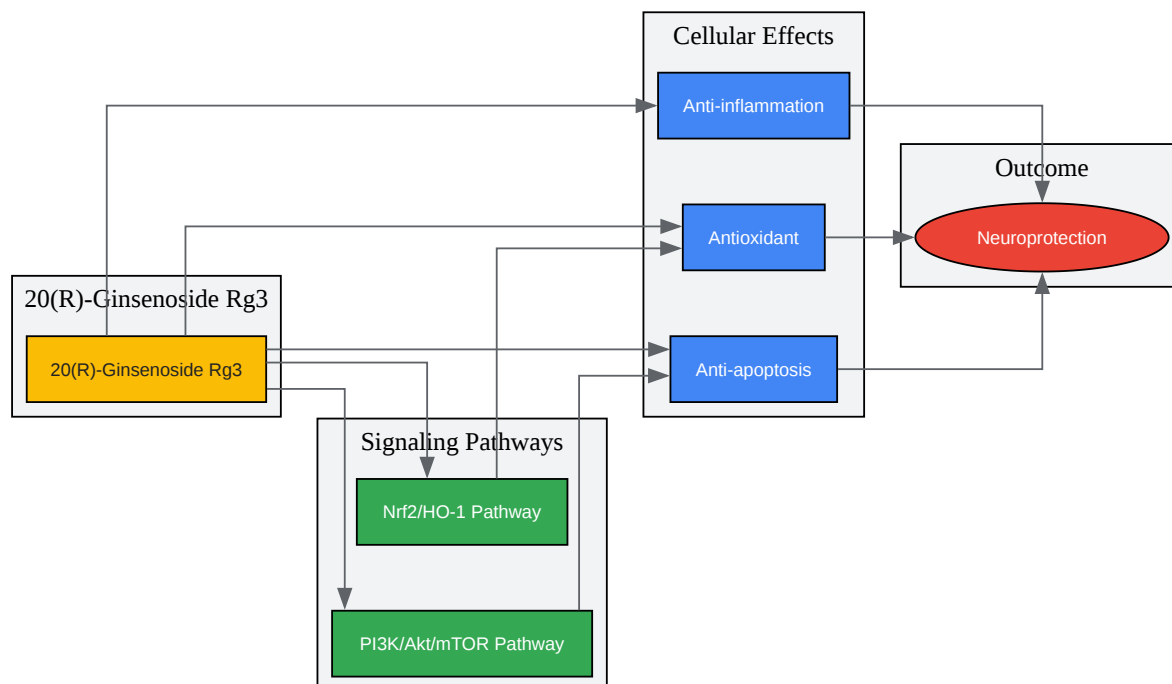 Cellular Effects
Anti-inflammation
Outcome
Antioxidant
Neuroprotection
20(R)-Ginsenoside Rg3
20(R)-Ginsenoside Rg3
Anti-apoptosis
Signaling Pathways
Nrf2/HO-1 Pathway
PI3K/Akt/mTOR Pathway